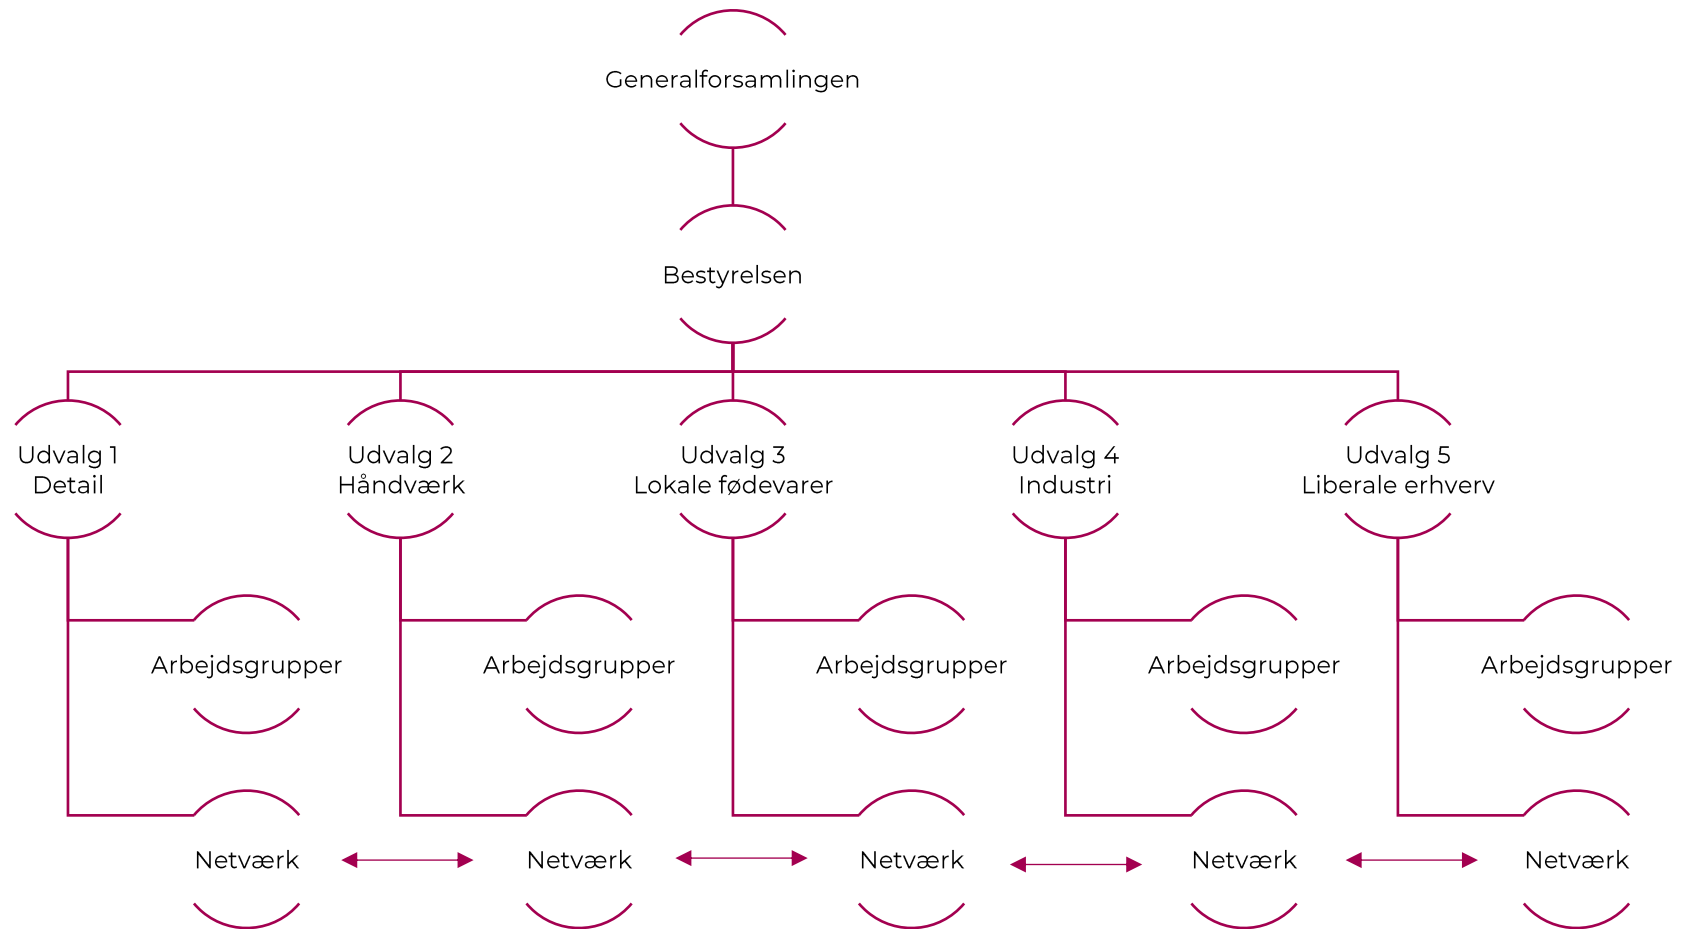 Generalforsamlingen
Bestyrelsen
Udvalg 1
Detail
Udvalg 2
Håndværk
Udvalg 3
Lokale fødevarer
Udvalg 4
Industri
Udvalg 5
Liberale erhverv
Arbejdsgrupper
Arbejdsgrupper
Arbejdsgrupper
Arbejdsgrupper
Arbejdsgrupper
Netværk
Netværk
Netværk
Netværk
Netværk